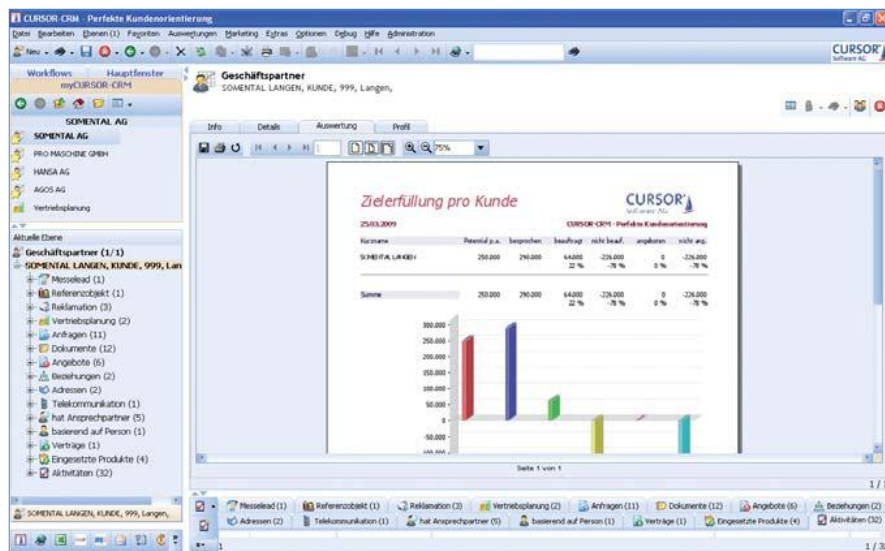 CURSOR-CRM - Perfekte Kundenorientierung
Datei Bearbeiten Ebenen (1) Favoriten Auswertungen Marketing Extras Optionen Debug Hilfe Administration
Neu
CURSOR
Software AG
Workflows Hauptfenster
myCURSOR-CRM
SOMENTAL AG
SOMENTAL AG
PRO MASCHINE GMBH
HANSA AG
AGOS AG
Vertriebsplanung
Aktuelle Ebene
Geschäftspartner (1/1)
SOMENTAL LANGEN, KUNDE, 999, Lan
Messelead (1)
Referenzobjekt (1)
Reklamation (3)
Vertriebsplanung (2)
Anfragen (11)
Dokumente (12)
Angebote (6)
Beziehungen (2)
Adressen (2)
Telekommunikation (1)
hat Ansprechpartner (5)
basierend auf Person (1)
Verträge (1)
Eingesetzte Produkte (4)
Aktivitäten (32)
SOMENTAL LANGEN, KUNDE, 999, Langen,
Geschäftspartner
SOMENTAL LANGEN, KUNDE, 999, Langen,
Info Details Auswertung Profil
1 75%
Zielerfüllung pro Kunde
CURSOR
Software AG
25.03.2009 CURSOR-CRM - Perfekte Kundenorientierung
Kurzname Potential p.a. besprochen beauftragt nicht beauf. angeboten nicht ang.
SOMENTAL LANGEN 250.000 290.000 64.000 -226.000 0 -226.000
22 % -78 % 0 % -78 %
Summe 250.000 290.000 64.000 -226.000 0 -226.000
22 % -78 % 0 % -78 %
300.000
250.000
200.000
150.000
100.000
50.000
0
-50.000
Seite 1 von 1
1 / 1
Messelead (1) Referenzobjekt (1) Reklamation (3) Vertriebsplanung (2) Anfragen (11) Dokumente (12) Angebote (6) Beziehungen (2)
Adressen (2) Telekommunikation (1) hat Ansprechpartner (5) basierend auf Person (1) Verträge (1) Eingesetzte Produkte (4) Aktivitäten (32)
1 1 / 3